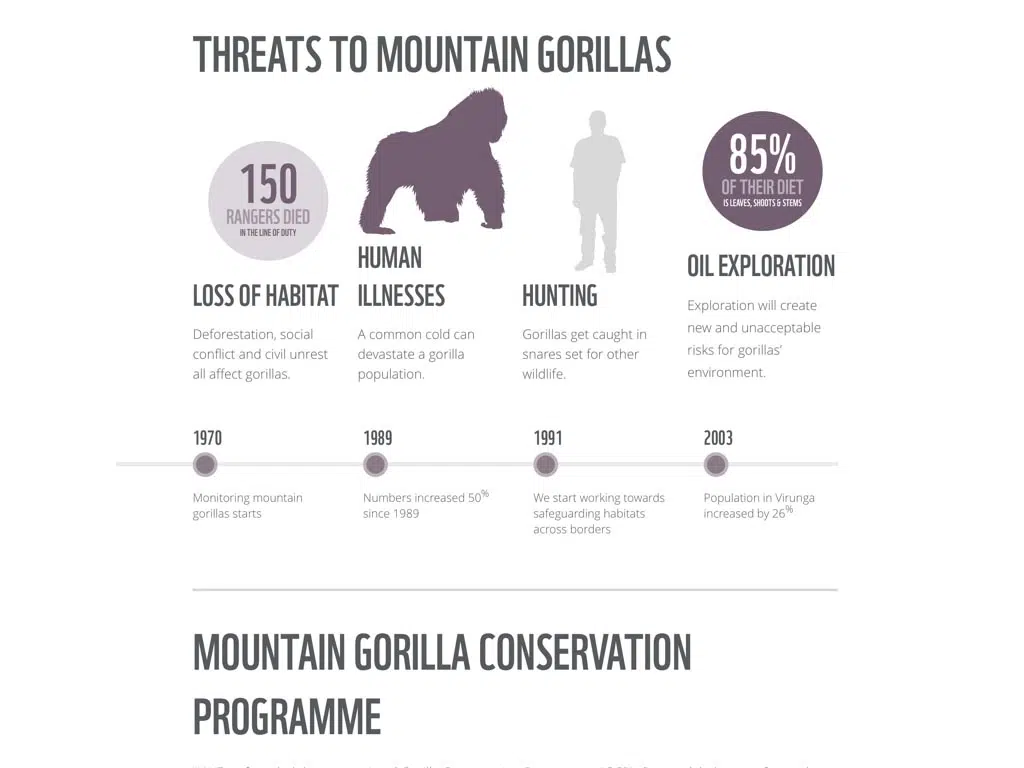 THREATS TO MOUNTAIN GORILLAS
150
RANGERS DIED
IN THE LINE OF DUTY
LOSS OF HABITAT
Deforestation, social
conflict and civil unrest
all affect gorillas.
HUMAN
ILLNESSES
A common cold can
devastate a gorilla
population.
HUNTING
Gorillas get caught in
snares set for other
wildlife.
85%
OF THEIR DIET
IS LEAVES, SHOOTS & STEMS
OIL EXPLORATION
Exploration will create
new and unacceptable
risks for gorillas’
environment.
1970
Monitoring mountain
gorillas starts
1989
Numbers increased 50%
since 1989
1991
We start working towards
safeguarding habitats
across borders
2003
Population in Virunga
increased by 26%
MOUNTAIN GORILLA CONSERVATION
PROGRAMME